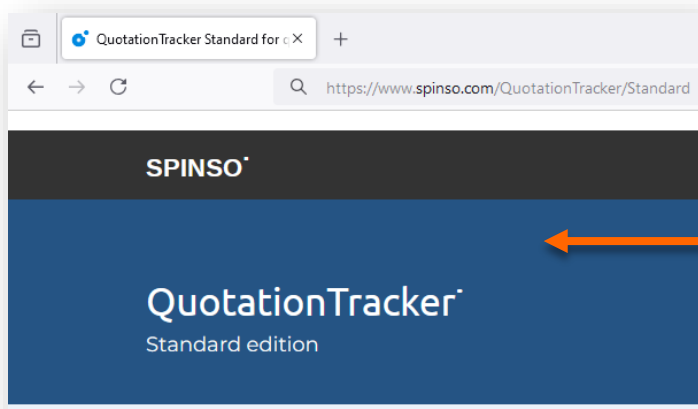 QuotationTracker Standard for q
https://www.spinso.com/QuotationTracker/Standard
SPINSO
QuotationTracker
Standard edition